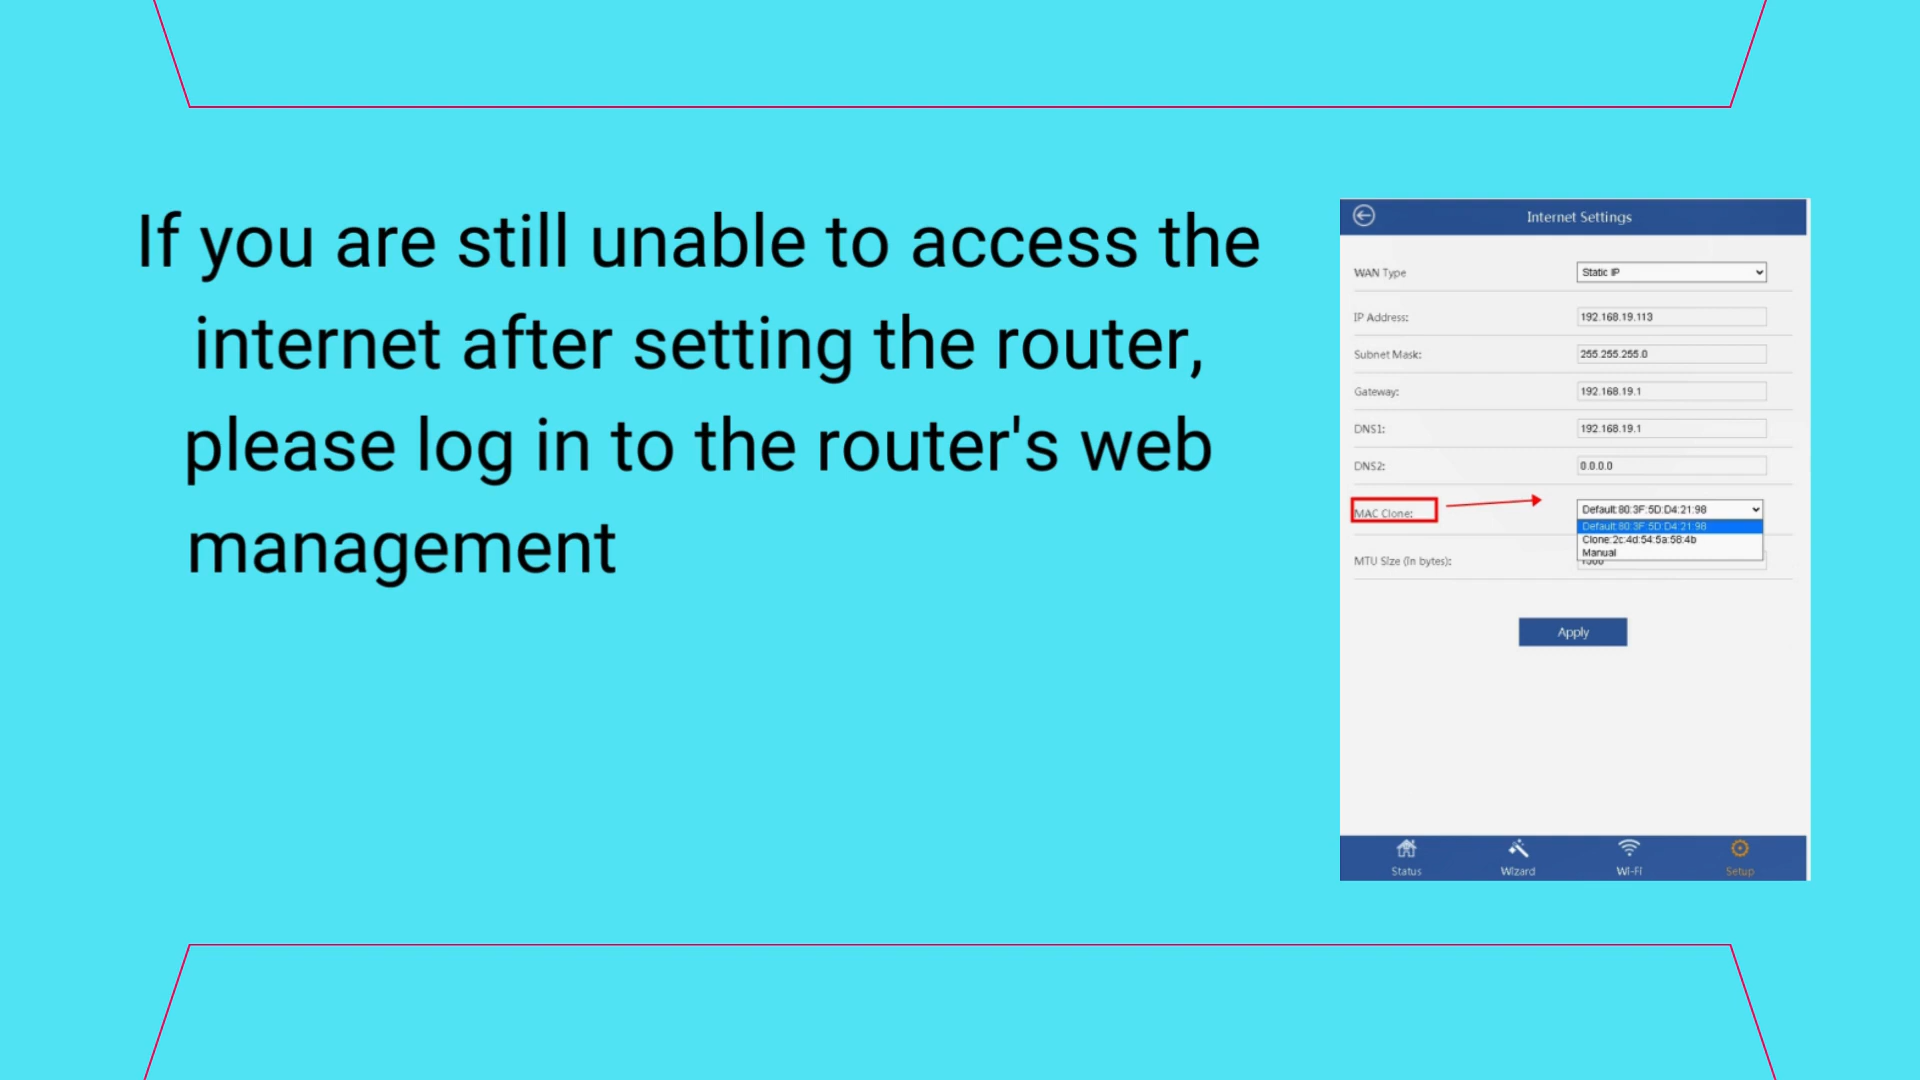 If you are still unable to access the
internet after setting the router,
please log in to the router's web
management
Internet Settings
WAN Type
Static IP
IP Address:
192.168.19.113
Subnet Mask:
255.255.255.0
Gateway:
192.168.19.1
DNS1:
192.168.19.1
DNS2:
0.0.0.0
MAC Clone:
Default:80:3F:5D:D4:21:98
Default:80:3F:5D:D4:21:98
Clone:2c:4d:54:5a:58:4b
Manual
MTU Size (in bytes):
1500
Apply
Status
Wizard
Wi-Fi
Setup